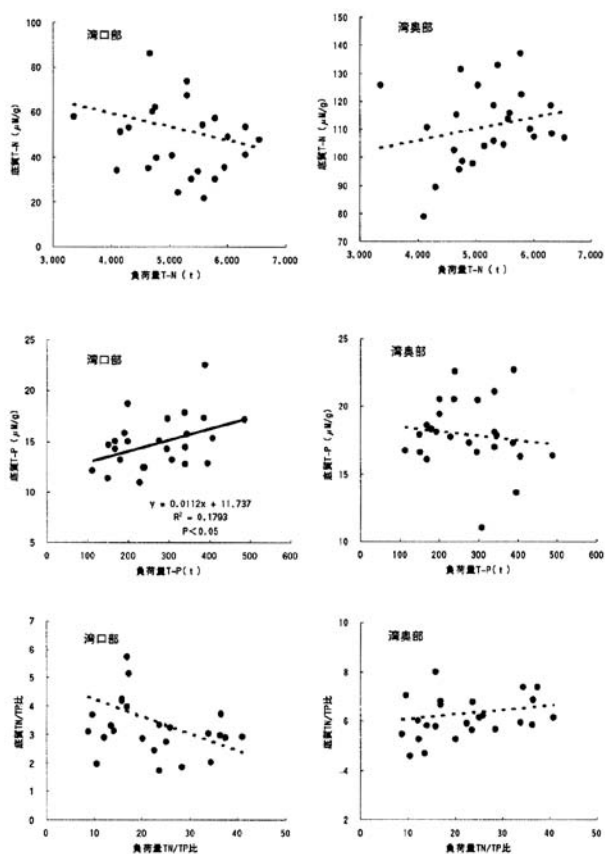 湾口部
100
80
60
40
20
0
底質T-N (μM/g)
3,000 4,000 5,000 6,000 7,000
負荷量T-N (t)
湾奥部
150
140
130
120
110
100
90
80
70
底質T-N (μM/g)
3,000 4,000 5,000 6,000 7,000
負荷量T-N (t)
湾口部
25
20
15
10
5
底質T-P (μM/g)
y = 0.0112x + 11.737
R² = 0.1793
P<0.05
0 100 200 300 400 500 600
負荷量T-P(t)
湾奥部
25
20
15
10
底質T-P (μM/g)
0 100 200 300 400 500 600
負荷量T-P(t)
湾口部
7
6
5
4
3
2
1
0
底質TN/TP比
0 10 20 30 40 50
負荷量TN/TP比
湾奥部
10
8
6
-4
2
底質TN/TP比
0 10 20 30 40 50
負荷量TN/TP比